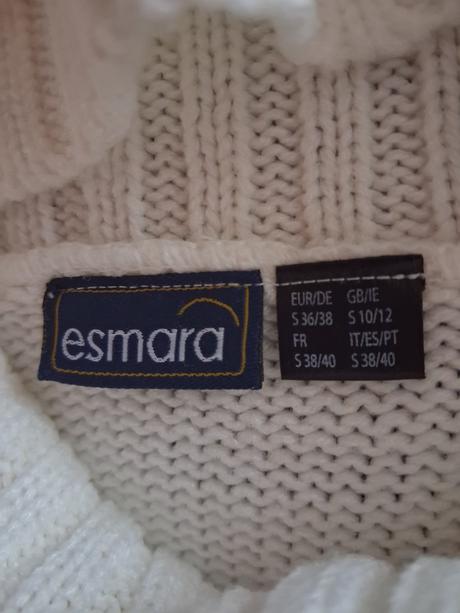 esmara
EUR/DE GB/IE
S 36/38 S 10/12
FR IT/ES/PT
S 38/40 S 38/40